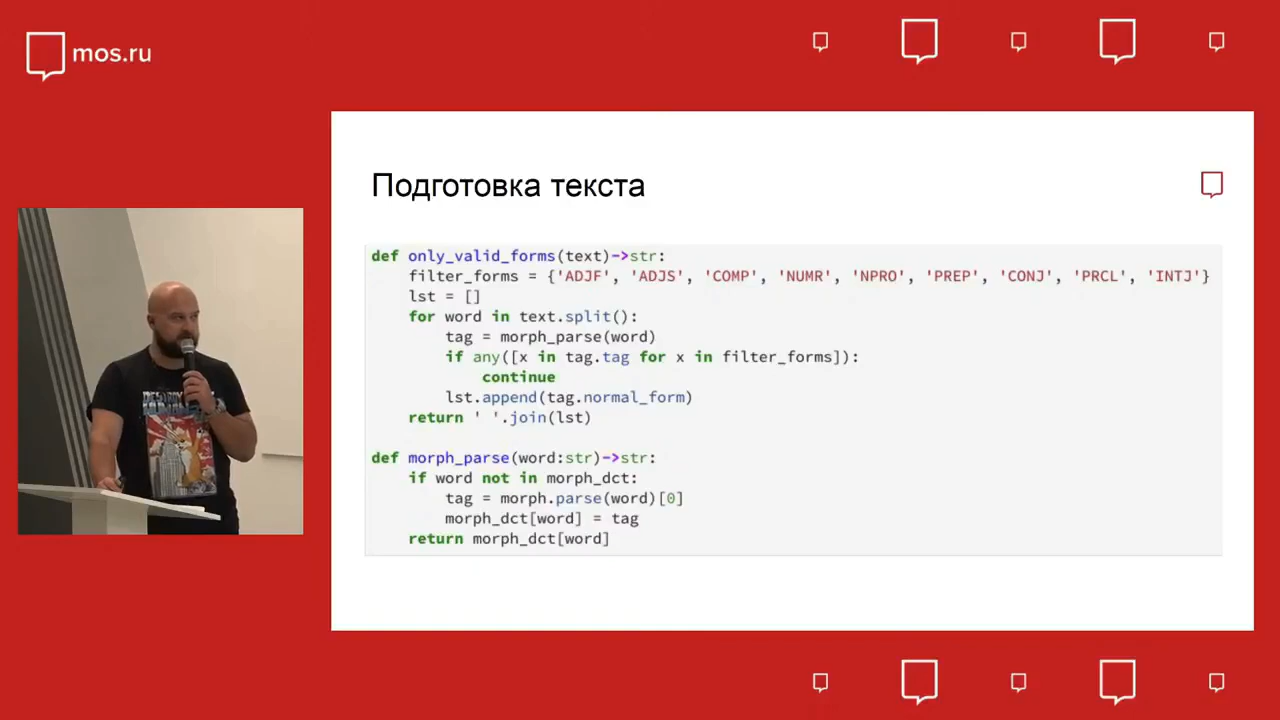 mos.ru
Подготовка текста
def only_valid_forms(text)->str:
    filter_forms = {'ADJF', 'ADJS', 'COMP', 'NUMR', 'NPRO', 'PREP', 'CONJ', 'PRCL', 'INTJ'}
    lst = []
    for word in text.split():
        tag = morph_parse(word)
        if any([x in tag.tag for x in filter_forms]):
            continue
        lst.append(tag.normal_form)
    return ' '.join(lst)
def morph_parse(word:str)->str:
    if word not in morph_dct:
        tag = morph.parse(word)[0]
        morph_dct[word] = tag
    return morph_dct[word]